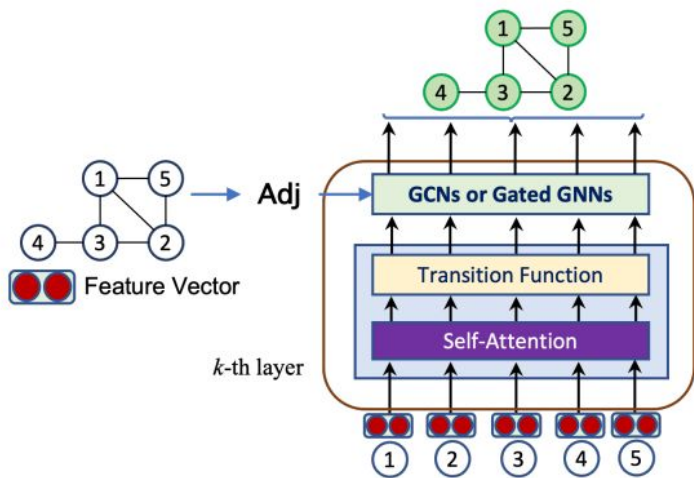 1 5
4 3 2
1 5
4 3 2
Feature Vector
Adj
GCNs or Gated GNNs
Transition Function
Self-Attention
k-th layer
1 2 3 4 5